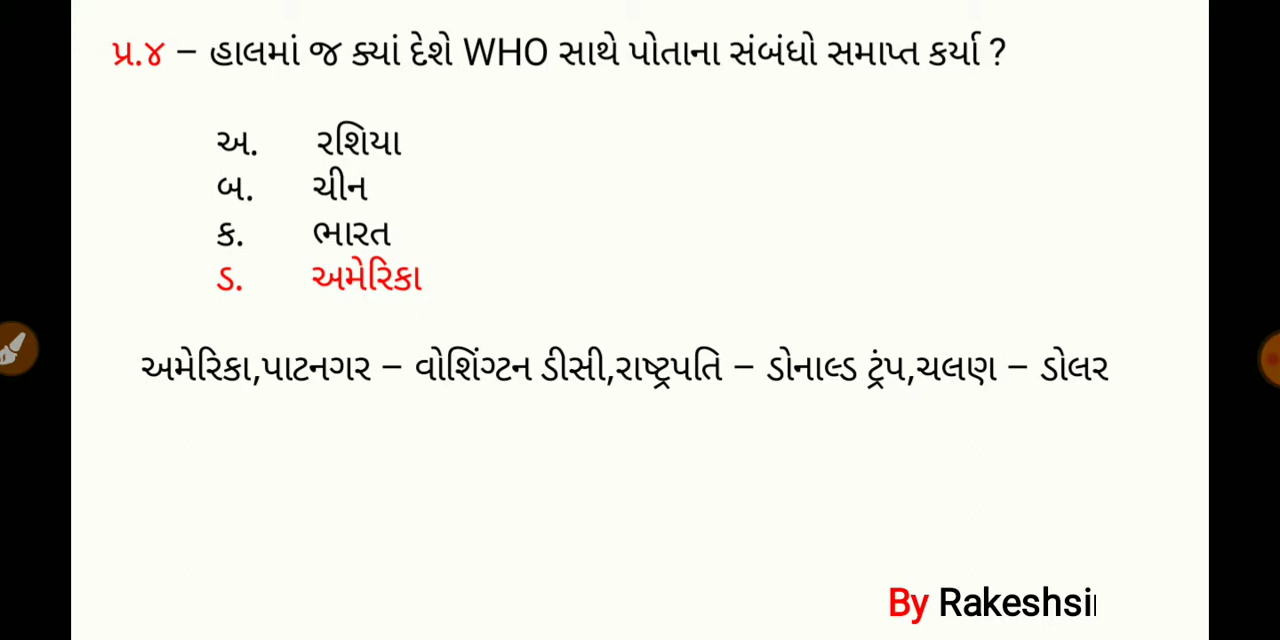 પ્ર.૪ – હાલમાં જ ક્યાં દેશે WHO સાથે પોતાના સંબંધો સમાપ્ત કર્યા ?
અ. રશિયા
બ. ચીન
ક. ભારત
ડ. અમેરિકા
અમેરિકા,પાટનગર – વોશિંગ્ટન ડીસી,રાષ્ટ્રપતિ – ડોનાલ્ડ ટ્રંપ,ચલણ – ડોલર
By Rakeshsi